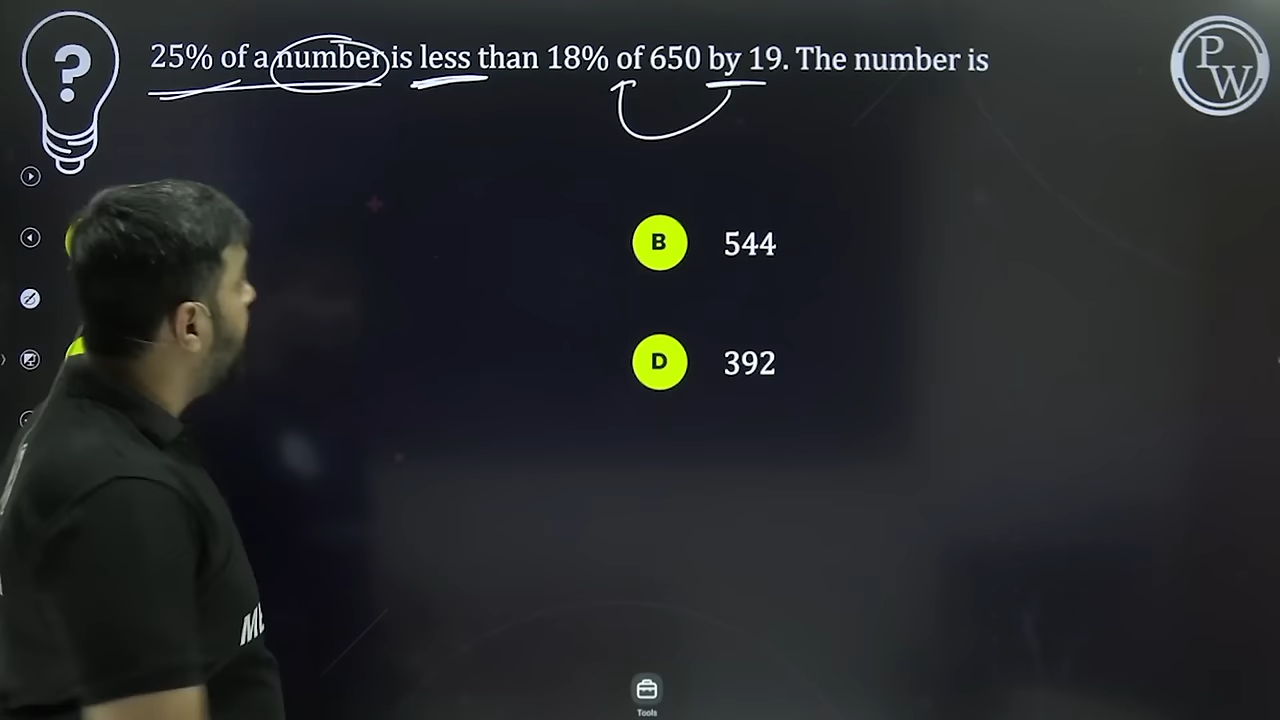 25% of a number is less than 18% of 650 by 19. The number is
PW
B 544
D 392
Tools